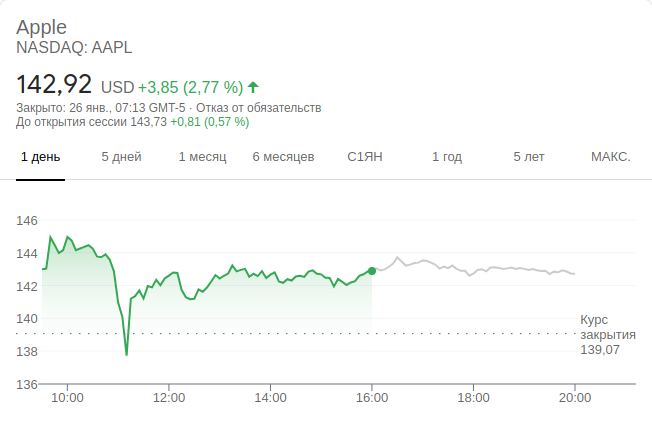 Apple
NASDAQ: AAPL
142,92 USD +3,85 (2,77 %)
Закрыто: 26 янв., 07:13 GMT-5 · Отказ от обязательств
До открытия сессии 143,73 +0,81 (0,57 %)
1 день 5 дней 1 месяц 6 месяцев С1ЯН 1 год 5 лет МАКС.
146
144
142
140
138
136
Курс
закрытия
139,07
10:00 12:00 14:00 16:00 18:00 20:00